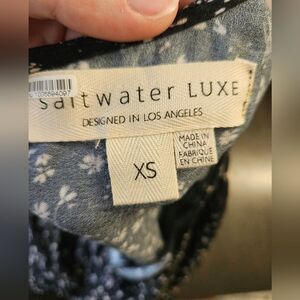 saltwater LUXE
DESIGNED IN LOS ANGELES
XS
MADE IN
CHINA
FABRIQUÉ
EN CHINE